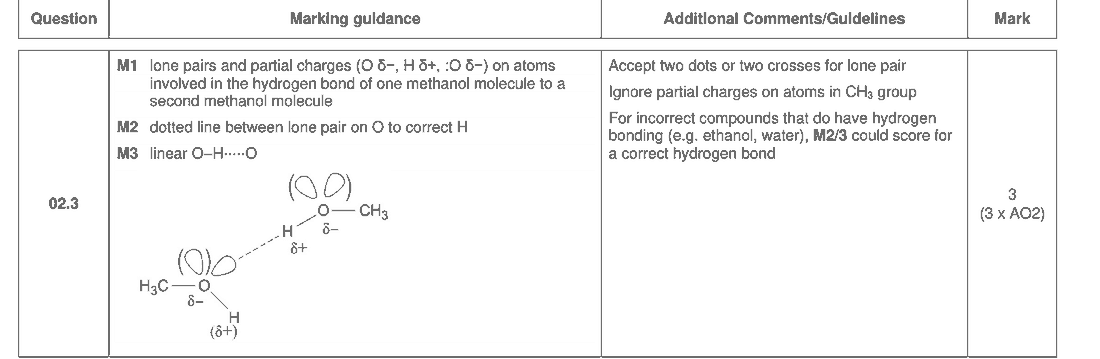 Question Marking guidance Additional Comments/Guidelines Mark
02.3
M1 lone pairs and partial charges (O δ–, H δ+, :O δ–) on atoms
involved in the hydrogen bond of one methanol molecule to a
second methanol molecule
M2 dotted line between lone pair on O to correct H
M3 linear O–H·····O
( )
O — CH₃
H δ–
δ+
( )
H₃C — O
δ–
H
(δ+)
Accept two dots or two crosses for lone pair
Ignore partial charges on atoms in CH₃ group
For incorrect compounds that do have hydrogen
bonding (e.g. ethanol, water), M2/3 could score for
a correct hydrogen bond
3
(3 x AO2)